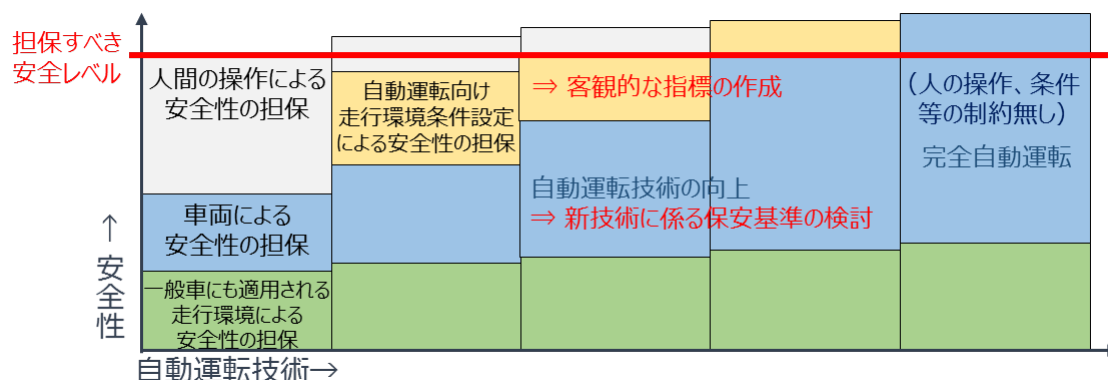 担保すべき
安全レベル
人間の操作による
安全性の担保
車両による
安全性の担保
一般車にも適用される
走行環境による
安全性の担保
自動運転向け
走行環境条件設定
による安全性の担保
⇒ 客観的な指標の作成
自動運転技術の向上
⇒ 新技術に係る保安基準の検討
(人の操作、条件
等の制約無し)
完全自動運転
↑
安
全
性
自動運転技術→